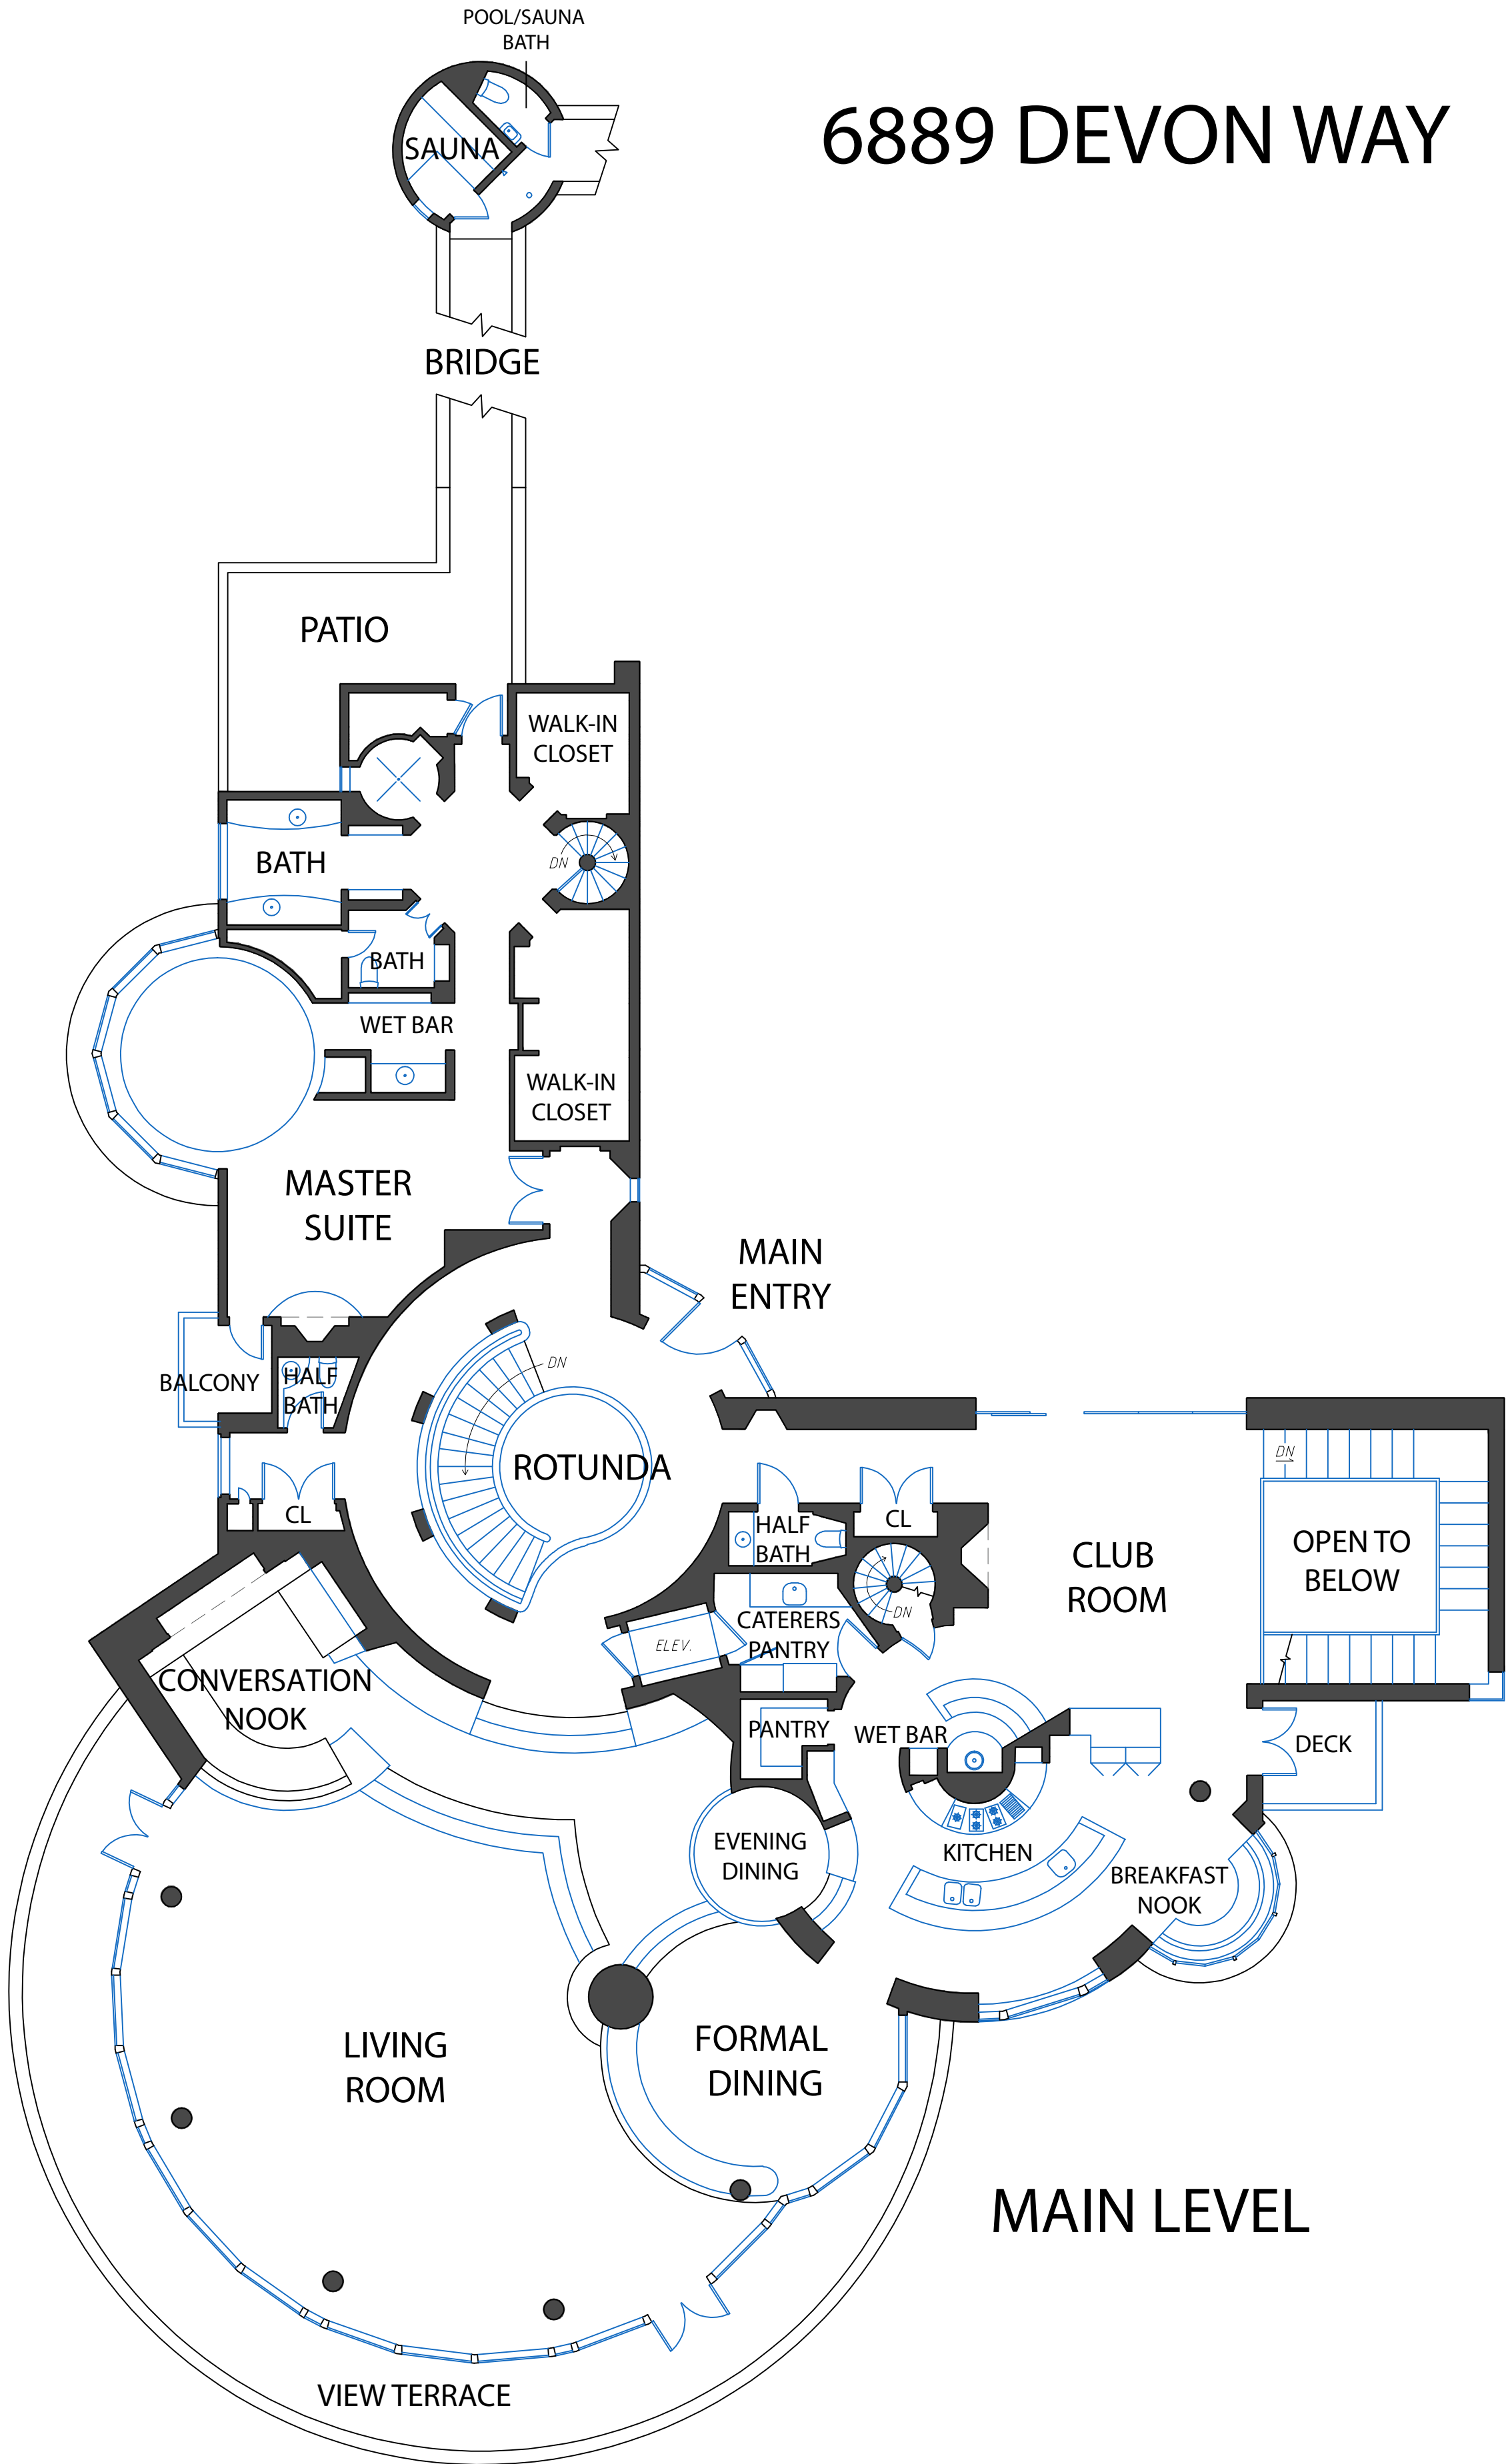 POOL/SAUNA
BATH
6889 DEVON WAY
SAUNA
BRIDGE
PATIO
WALK-IN
CLOSET
DN
BATH
BATH
WET BAR
WALK-IN
CLOSET
MASTER
SUITE
MAIN
ENTRY
DN
BALCONY
HALF
BATH
ROTUNDA
DN
CL
HALF
BATH
CL
OPEN TO
BELOW
CLUB
ROOM
DN
CATERERS
PANTRY
ELEV.
CONVERSATION
NOOK
PANTRY
WET BAR
DECK
EVENING
DINING
KITCHEN
BREAKFAST
NOOK
LIVING
ROOM
FORMAL
DINING
MAIN LEVEL
VIEW TERRACE